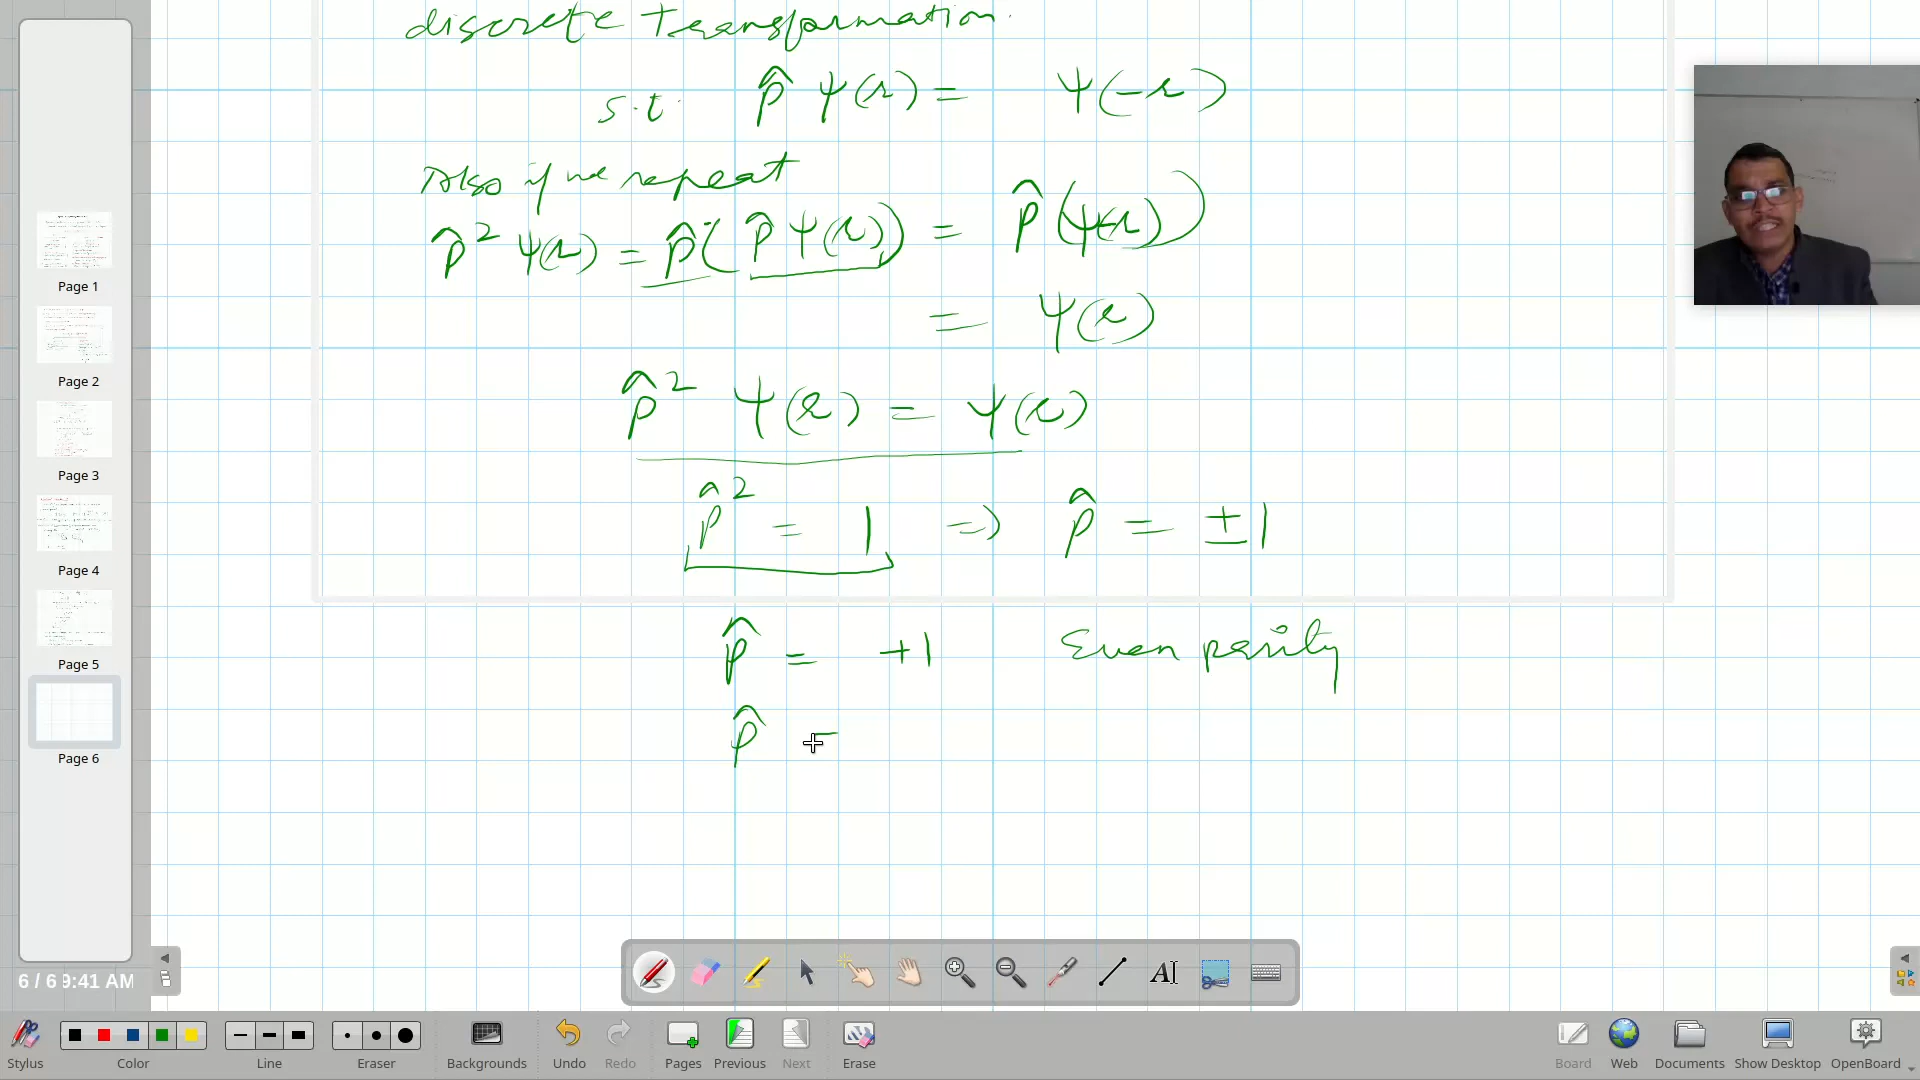 discrete transformation.
s.t. P̂ ψ(r) = ψ(-r)
Also if we repeat
P̂² ψ(r) = P̂(P̂ ψ(r)) = P̂(ψ(-r))
= ψ(r)
P̂² ψ(r) = ψ(r)
P̂² = 1 => P̂ = ±1
P̂ = +1 Even parity
P̂ =
Page 1
Page 2
Page 3
Page 4
Page 5
Page 6
6 / 6 9:41 AM
Stylus Color Line Eraser Backgrounds Undo Redo Pages Previous Next Erase Board Web Documents Show Desktop OpenBoard